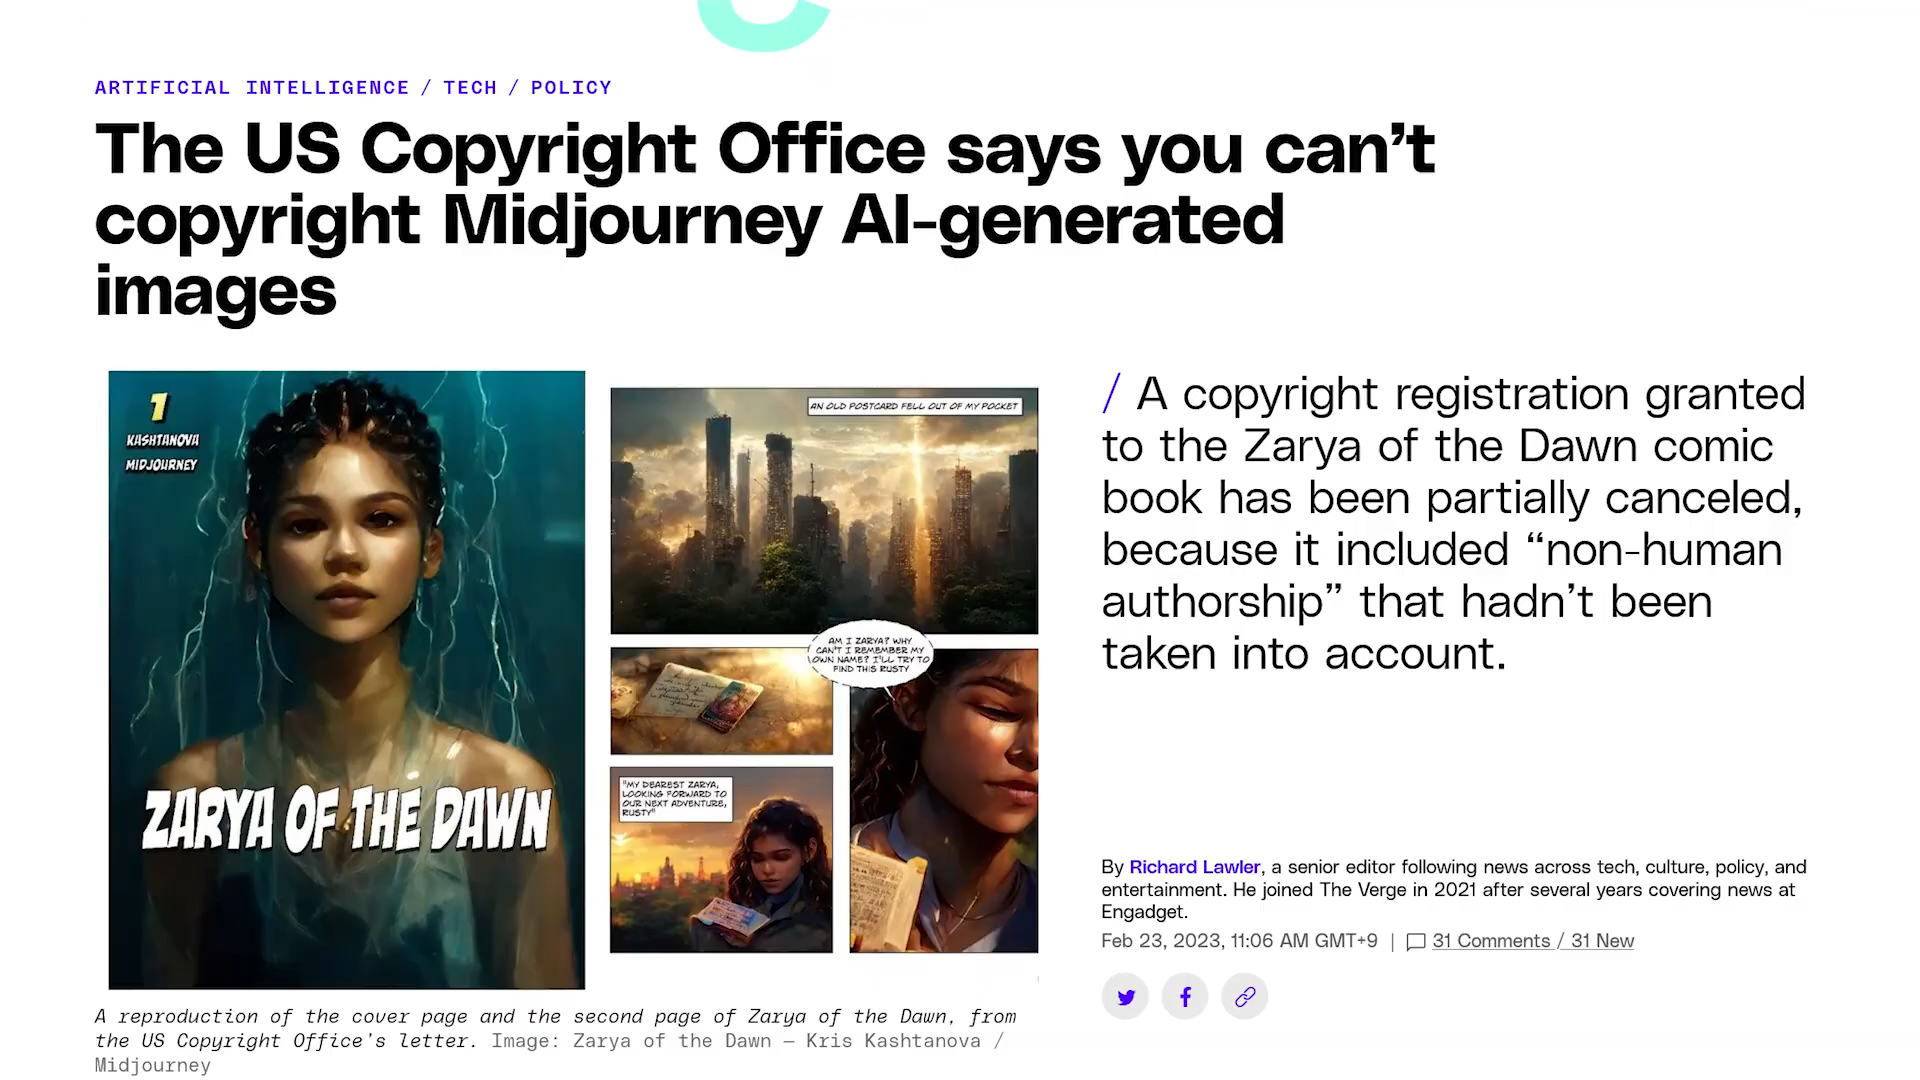 ARTIFICIAL INTELLIGENCE / TECH / POLICY
The US Copyright Office says you can’t
copyright Midjourney AI-generated
images
1
KASHTANOVA
MIDJOURNEY
ZARYA OF THE DAWN
AN OLD POSTCARD FELL OUT OF MY POCKET
AM I ZARYA? WHY
CAN'T I REMEMBER MY
OWN NAME? I'LL TRY TO
FIND THIS RUSTY
"MY DEAREST ZARYA,
LOOKING FORWARD TO
OUR NEXT ADVENTURE,
RUSTY"
A reproduction of the cover page and the second page of Zarya of the Dawn, from
the US Copyright Office’s letter. Image: Zarya of the Dawn — Kris Kashtanova /
Midjourney
/ A copyright registration granted
to the Zarya of the Dawn comic
book has been partially canceled,
because it included “non-human
authorship” that hadn’t been
taken into account.
By Richard Lawler, a senior editor following news across tech, culture, policy, and
entertainment. He joined The Verge in 2021 after several years covering news at
Engadget.
Feb 23, 2023, 11:06 AM GMT+9 | 31 Comments / 31 New